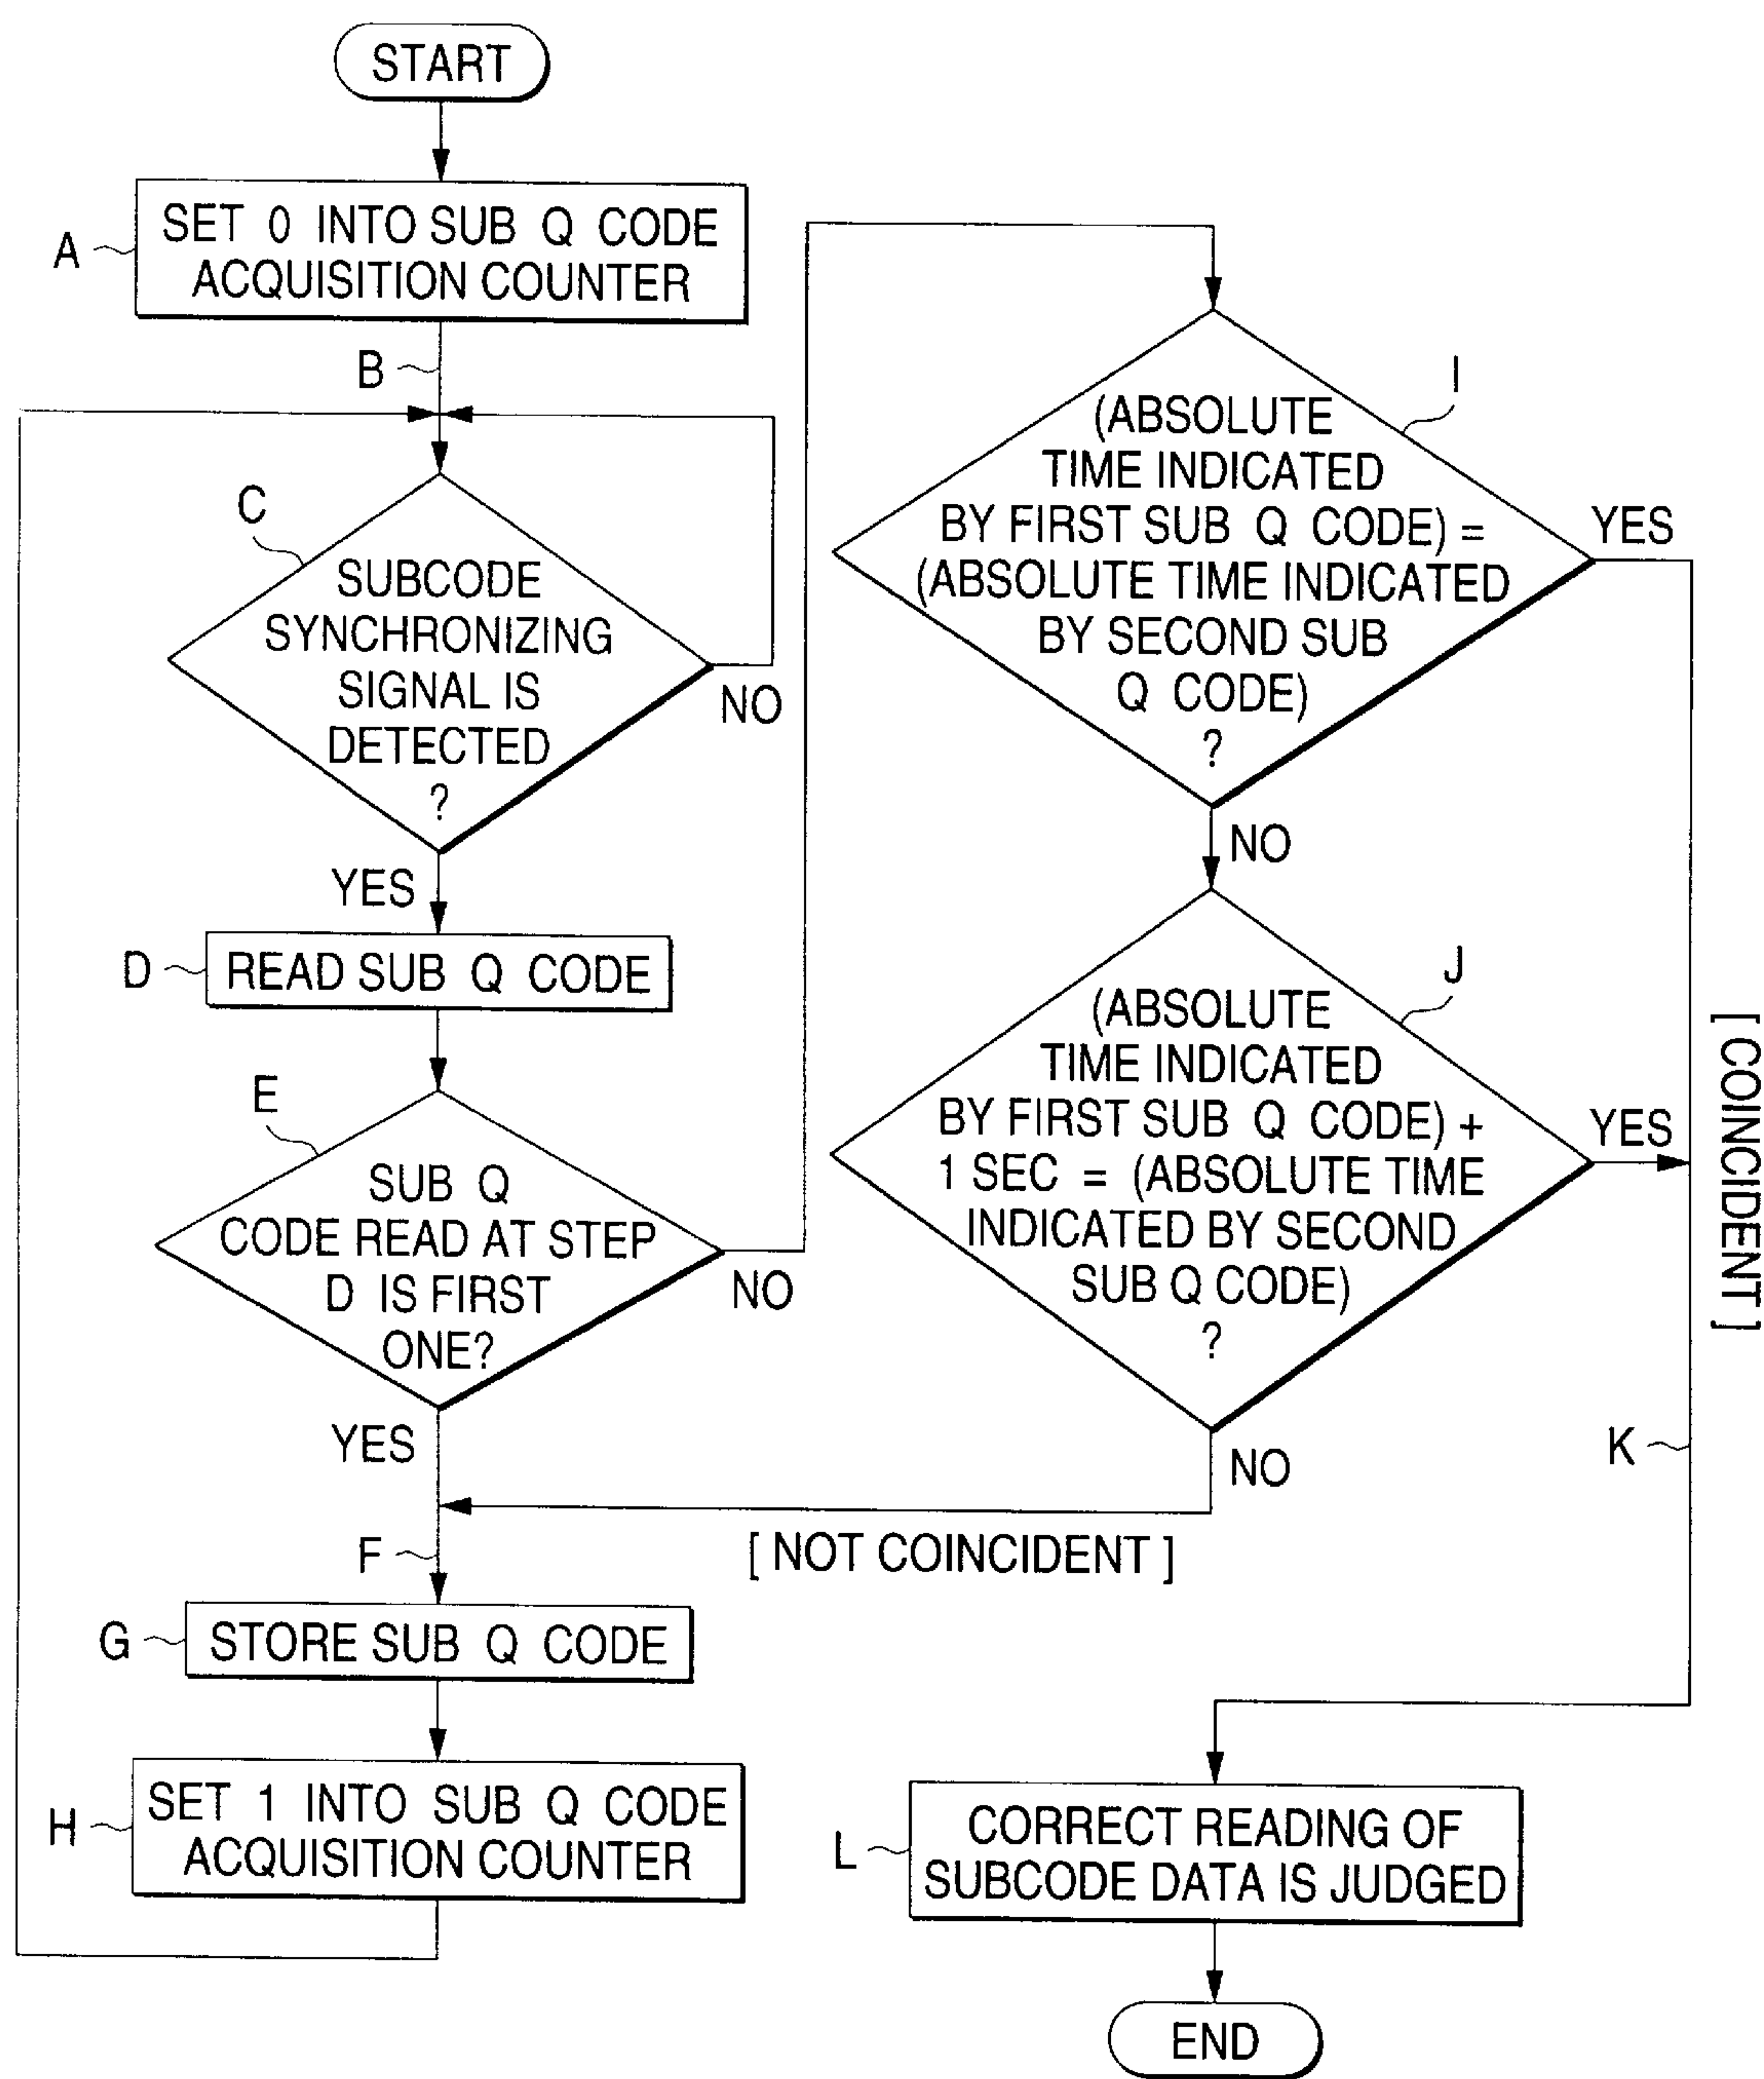 START
A
SET 0 INTO SUB Q CODE
ACQUISITION COUNTER
B
C
SUBCODE
SYNCHRONIZING
SIGNAL IS
DETECTED
?
NO
YES
D
READ SUB Q CODE
E
SUB Q
CODE READ AT STEP
D IS FIRST
ONE?
NO
YES
F
G
STORE SUB Q CODE
H
SET 1 INTO SUB Q CODE
ACQUISITION COUNTER
I
(ABSOLUTE
TIME INDICATED
BY FIRST SUB Q CODE) =
(ABSOLUTE TIME INDICATED
BY SECOND SUB
Q CODE)
?
YES
NO
J
(ABSOLUTE
TIME INDICATED
BY FIRST SUB Q CODE) +
1 SEC = (ABSOLUTE TIME
INDICATED BY SECOND
SUB Q CODE)
?
YES
NO
[ NOT COINCIDENT ]
[ COINCIDENT ]
K
L
CORRECT READING OF
SUBCODE DATA IS JUDGED
END